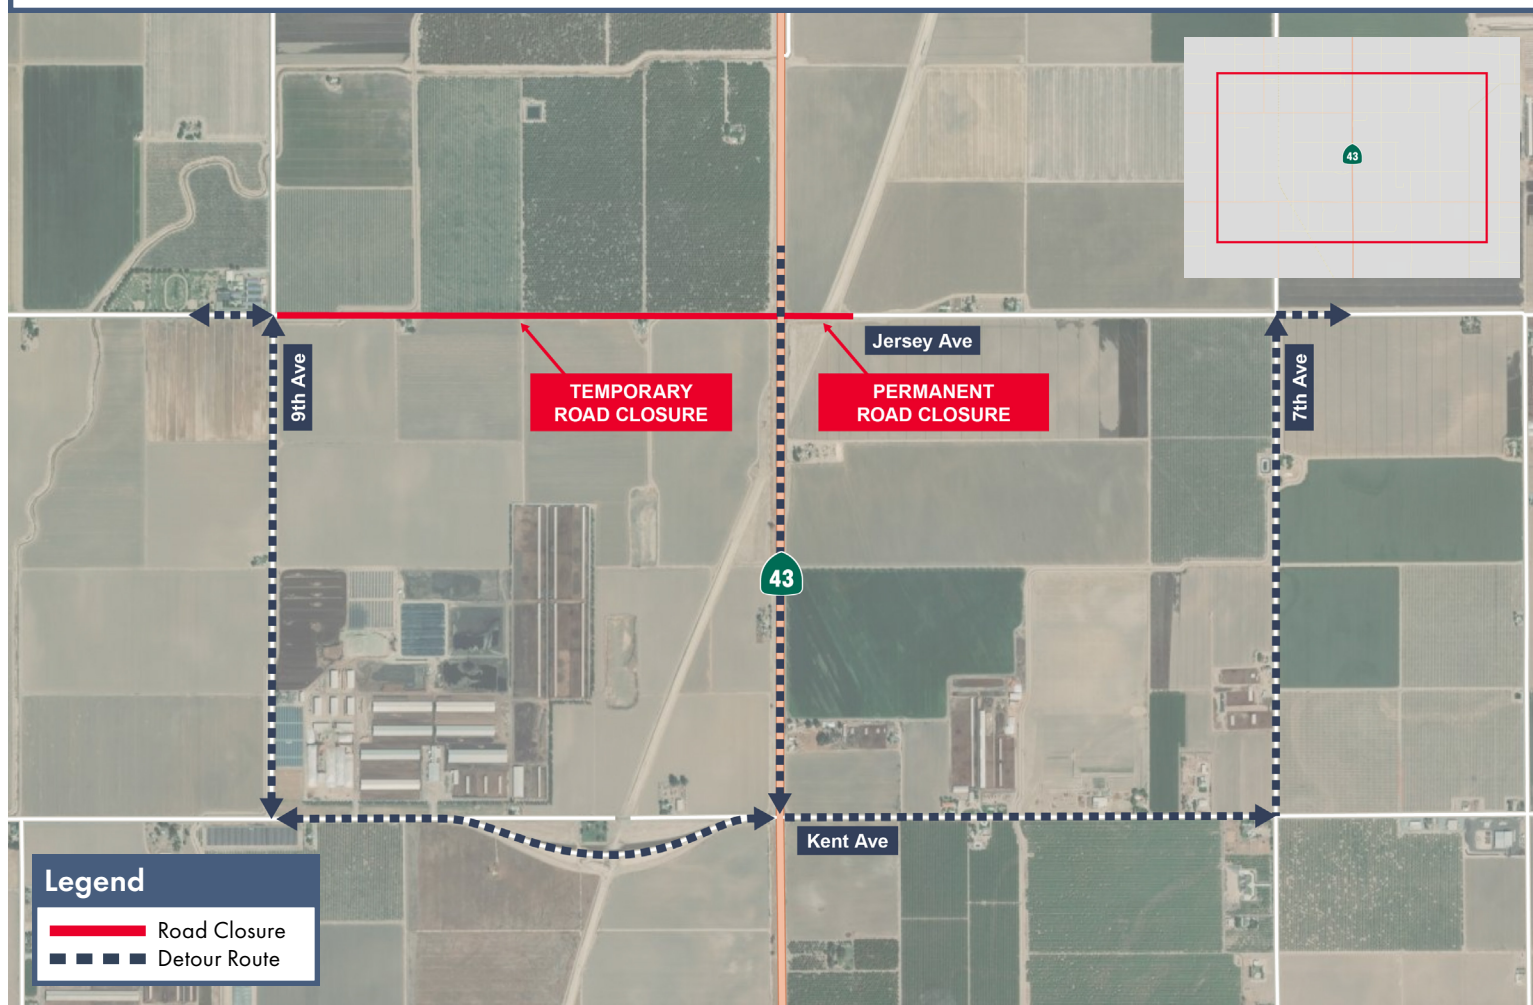 43
Jersey Ave
9th Ave
7th Ave
TEMPORARY
ROAD CLOSURE
PERMANENT
ROAD CLOSURE
43
Kent Ave
Legend
Road Closure
Detour Route